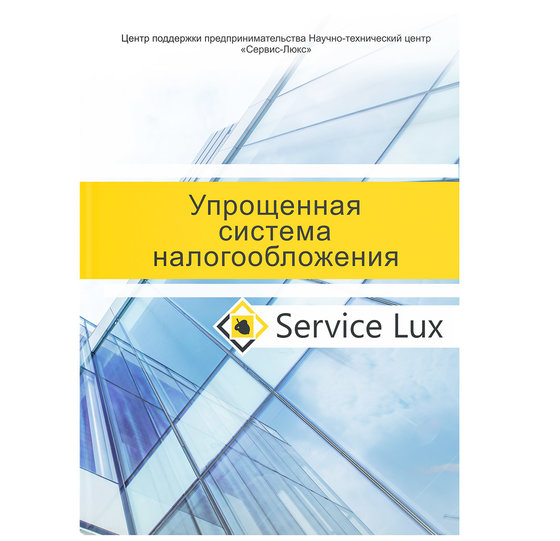 Центр поддержки предпринимательства Научно-технический центр
«Сервис-Люкс»
Упрощенная
система
налогообложения
Service Lux